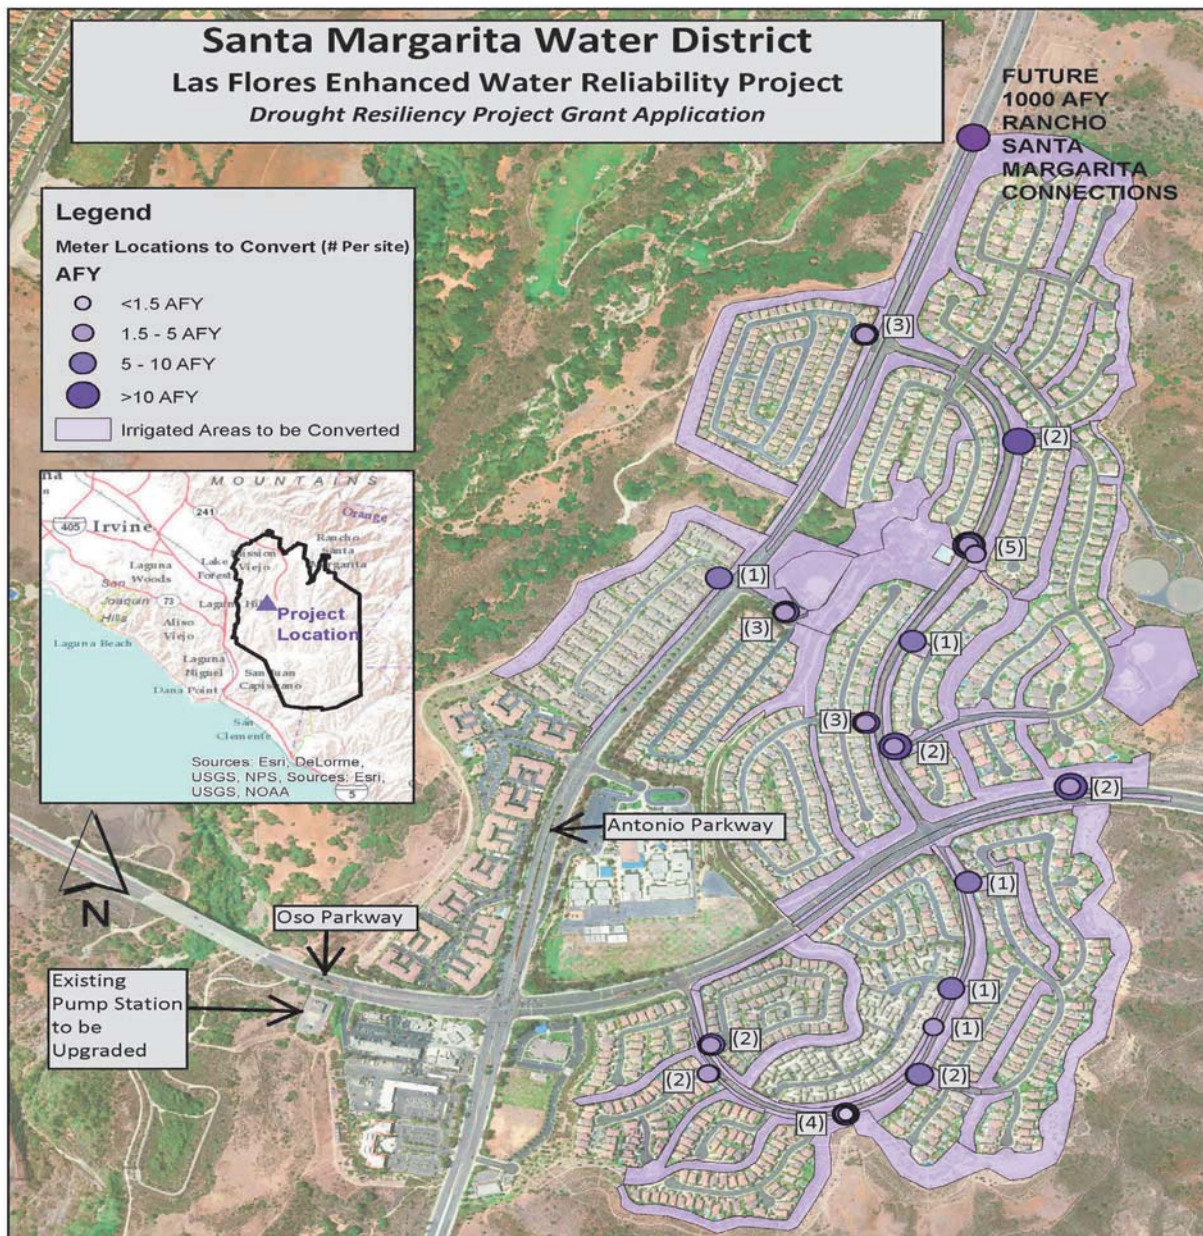 Santa Margarita Water District
Las Flores Enhanced Water Reliability Project
Drought Resiliency Project Grant Application
FUTURE
1000 AFY
RANCHO
SANTA
MARGARITA
CONNECTIONS
Legend
Meter Locations to Convert (# Per site)
AFY
<1.5 AFY
1.5 - 5 AFY
5 - 10 AFY
>10 AFY
Irrigated Areas to be Converted
(3)
(2)
(5)
(1)
(3)
(1)
(3)
(2)
(2)
(1)
(1)
(1)
(2)
(2)
(2)
(4)
MOUNTAINS
241
Orange
405
Irvine
Rancho
Santa
Margarita
Mission
Viejo
Lake
Forest
Laguna
Woods
San
Joaquin
Hills
73
Aliso
Viejo
Project
Location
Laguna Beach
Laguna
Niguel
San Juan
Dana Point
San
Clemente
Sources: Esri, DeLorme,
USGS, NPS, Sources: Esri,
USGS, NOAA
5
Antonio Parkway
N
Oso Parkway
Existing
Pump Station
to be
Upgraded